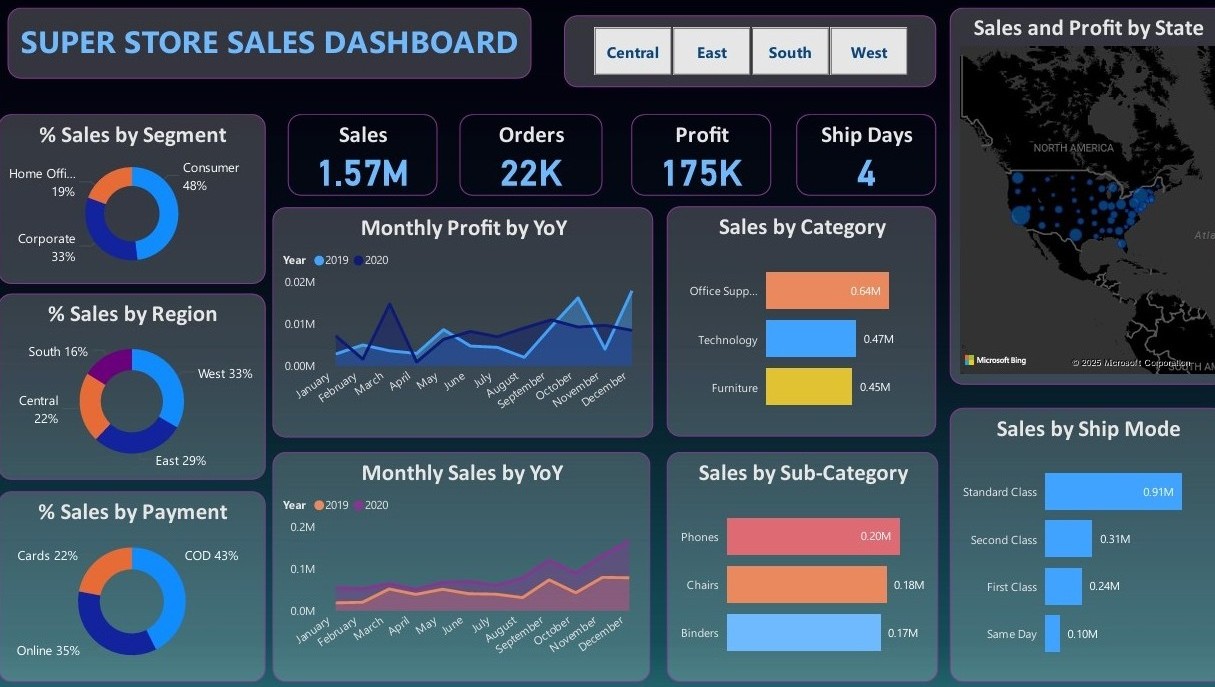 SUPER STORE SALES DASHBOARD
Central
East
South
West
Sales and Profit by State
NORTH AMERICA
Microsoft Bing
© 2025 Microsoft Corporation
% Sales by Segment
Home Offi...
19%
Consumer
48%
Corporate
33%
Sales
1.57M
Orders
22K
Profit
175K
Ship Days
4
% Sales by Region
South 16%
West 33%
Central
22%
East 29%
% Sales by Payment
Cards 22%
COD 43%
Online 35%
Monthly Profit by YoY
Year 2019 2020
0.02M
0.01M
0.00M
January
February
March
April
May
June
July
August
September
October
November
December
Sales by Category
Office Supp...
0.64M
Technology
0.47M
Furniture
0.45M
Monthly Sales by YoY
Year 2019 2020
0.2M
0.1M
0.0M
January
February
March
April
May
June
July
August
September
October
November
December
Sales by Sub-Category
Phones
0.20M
Chairs
0.18M
Binders
0.17M
Sales by Ship Mode
Standard Class
0.91M
Second Class
0.31M
First Class
0.24M
Same Day
0.10M